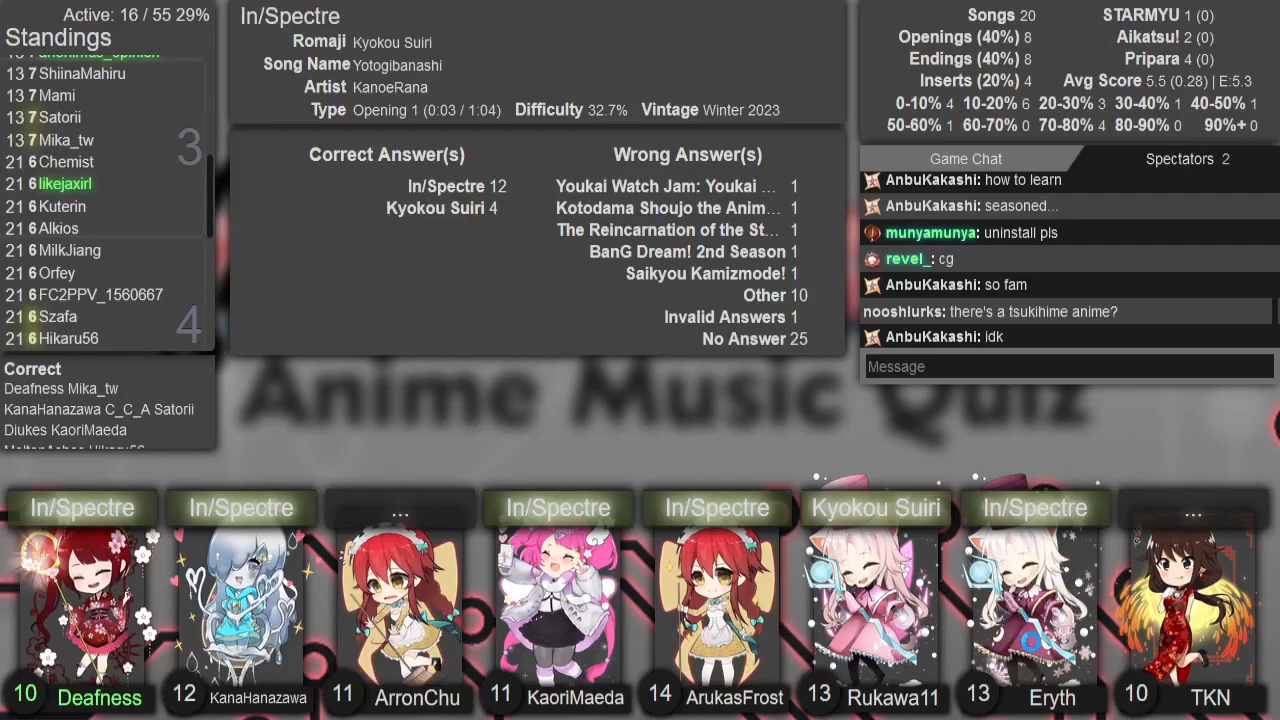 Active: 16 / 55 29%
Standings
13 7 ShiinaMahiru
13 7 Mami
13 7 Satorii
13 7 Mika_tw
3
21 6 Chemist
21 6 likejaxirl
21 6 Kuterin
21 6 Alkios
21 6 MilkJiang
21 6 Orfey
21 6 FC2PPV_1560667
21 6 Szafa
4
21 6 Hikaru56
Correct
Deafness Mika_tw
KanaHanazawa C_C_A Satorii
Diukes KaoriMaeda
In/Spectre
Romaji Kyokou Suiri
Song Name Yotogibanashi
Artist KanoeRana
Type Opening 1 (0:03 / 1:04) Difficulty 32.7% Vintage Winter 2023
Correct Answer(s)
In/Spectre 12
Kyokou Suiri 4
Wrong Answer(s)
Youkai Watch Jam: Youkai ... 1
Kotodama Shoujo the Anim... 1
The Reincarnation of the St... 1
BanG Dream! 2nd Season 1
Saikyou Kamizmode! 1
Other 10
Invalid Answers 1
No Answer 25
Songs 20 STARMYU 1 (0)
Openings (40%) 8 Aikatsu! 2 (0)
Endings (40%) 8 Pripara 4 (0)
Inserts (20%) 4 Avg Score 5.5 (0.28) | E:5.3
0-10% 4 10-20% 6 20-30% 3 30-40% 1 40-50% 1
50-60% 1 60-70% 0 70-80% 4 80-90% 0 90%+ 0
Game Chat Spectators 2
AnbuKakashi: how to learn
AnbuKakashi: seasoned...
munyamunya: uninstall pls
revel_: cg
AnbuKakashi: so fam
nooshlurks: there's a tsukihime anime?
AnbuKakashi: idk
Message
Anime Music Quiz
In/Spectre In/Spectre ... In/Spectre In/Spectre Kyokou Suiri In/Spectre ...
10 Deafness 12 KanaHanazawa 11 ArronChu 11 KaoriMaeda 14 ArukasFrost 13 Rukawa11 13 Eryth 10 TKN